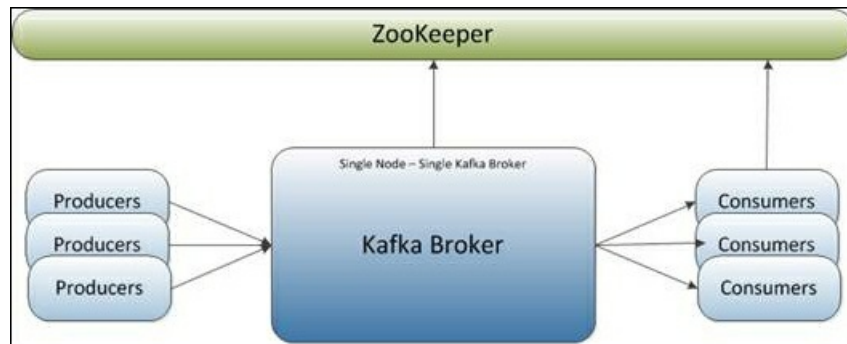 ZooKeeper
Single Node – Single Kafka Broker
Kafka Broker
Producers
Producers
Producers
Consumers
Consumers
Consumers